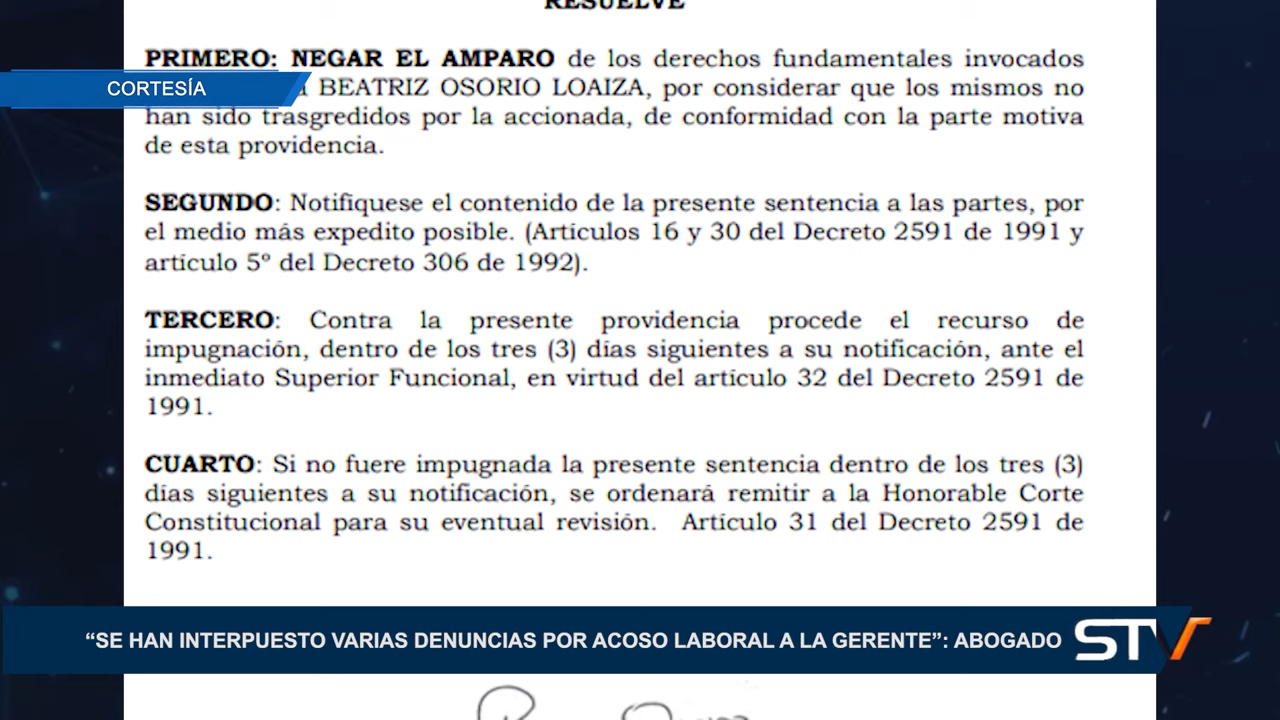 RESUELVE
PRIMERO: NEGAR EL AMPARO de los derechos fundamentales invocados
CORTESÍA
BEATRIZ OSORIO LOAIZA, por considerar que los mismos no
han sido trasgredidos por la accionada, de conformidad con la parte motiva
de esta providencia.
SEGUNDO: Notifíquese el contenido de la presente sentencia a las partes, por
el medio más expedito posible. (Artículos 16 y 30 del Decreto 2591 de 1991 y
artículo 5º del Decreto 306 de 1992).
TERCERO: Contra la presente providencia procede el recurso de
impugnación, dentro de los tres (3) días siguientes a su notificación, ante el
inmediato Superior Funcional, en virtud del artículo 32 del Decreto 2591 de
1991.
CUARTO: Si no fuere impugnada la presente sentencia dentro de los tres (3)
días siguientes a su notificación, se ordenará remitir a la Honorable Corte
Constitucional para su eventual revisión. Artículo 31 del Decreto 2591 de
1991.
“SE HAN INTERPUESTO VARIAS DENUNCIAS POR ACOSO LABORAL A LA GERENTE”: ABOGADO
STV